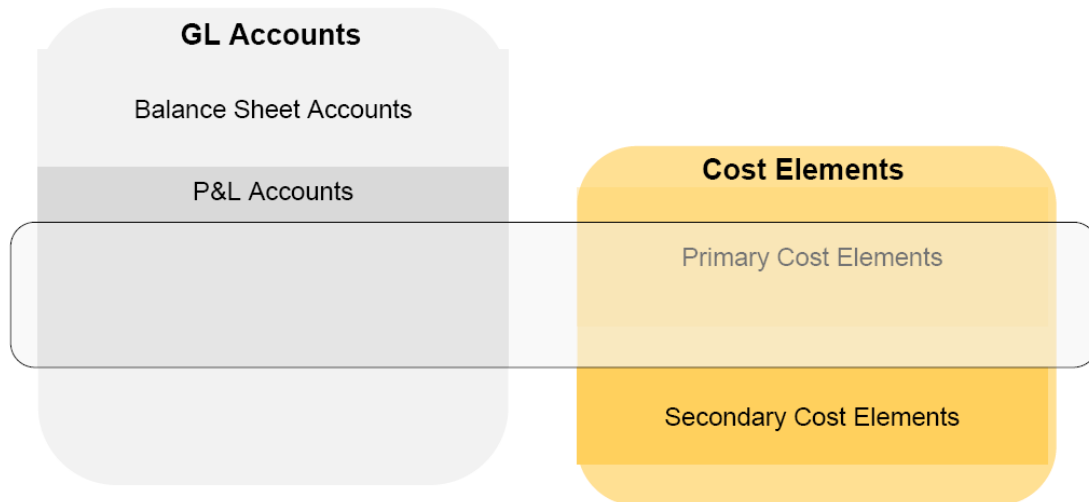 GL Accounts
Balance Sheet Accounts
P&L Accounts
Cost Elements
Primary Cost Elements
Secondary Cost Elements